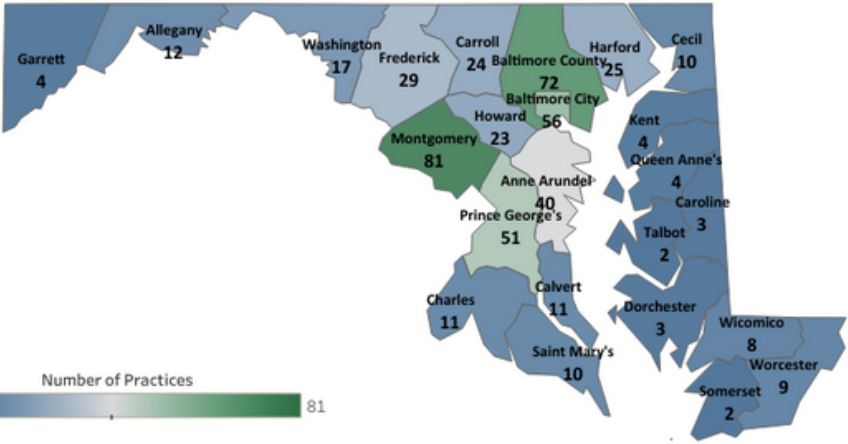 Garrett
4
Allegany
12
Washington
17
Frederick
29
Carroll
24
Baltimore County
72
Harford
25
Cecil
10
Baltimore City
56
Howard
23
Montgomery
81
Kent
4
Queen Anne's
4
Anne Arundel
40
Caroline
3
Prince George's
51
Talbot
2
Charles
11
Calvert
11
Dorchester
3
Saint Mary's
10
Wicomico
8
Worcester
9
Somerset
2
Number of Practices
81